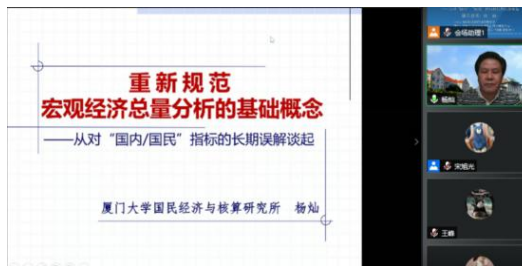 重新规范
宏观经济总量分析的基础概念
——从对“国内/国民”指标的长期误解谈起
厦门大学国民经济与核算研究所 杨灿
会场助理1
杨灿
宋旭光